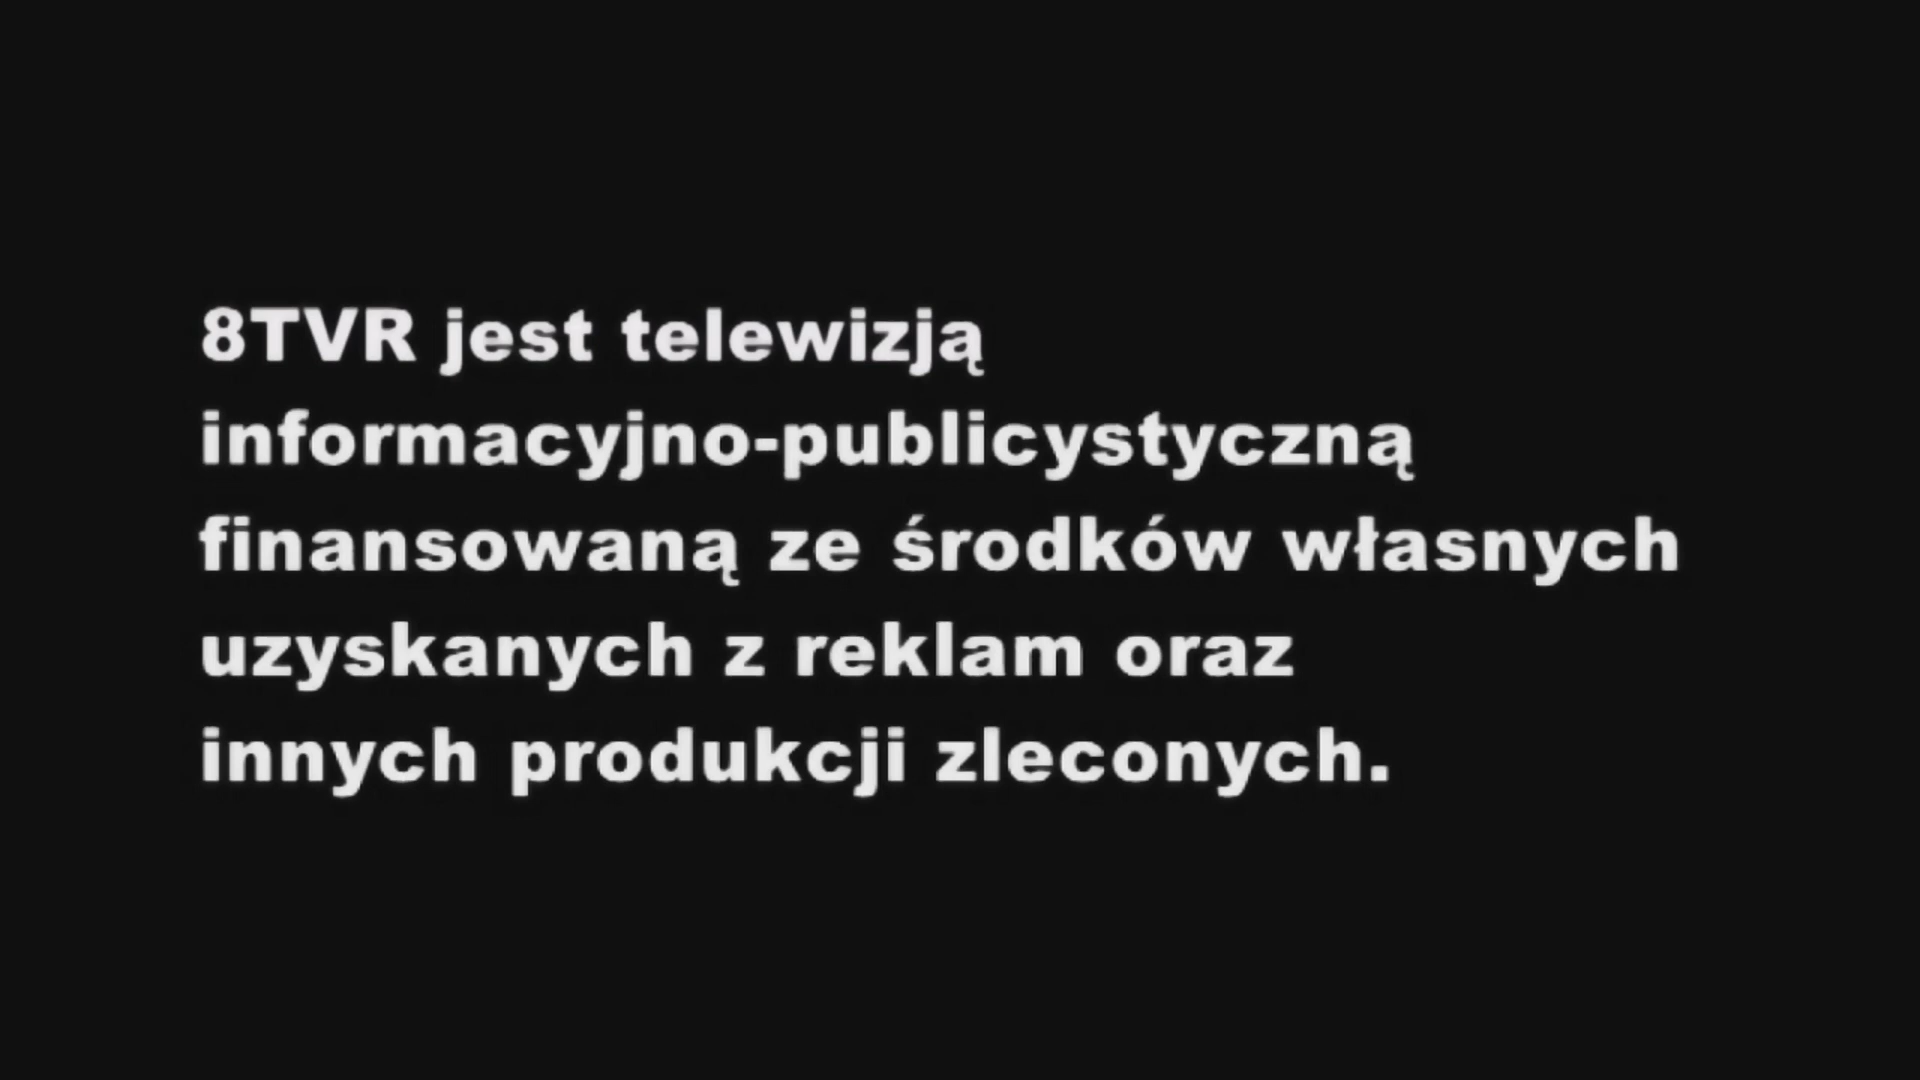 8TVR jest telewizją
informacyjno-publicystyczną
finansowaną ze środków własnych
uzyskanych z reklam oraz
innych produkcji zleconych.